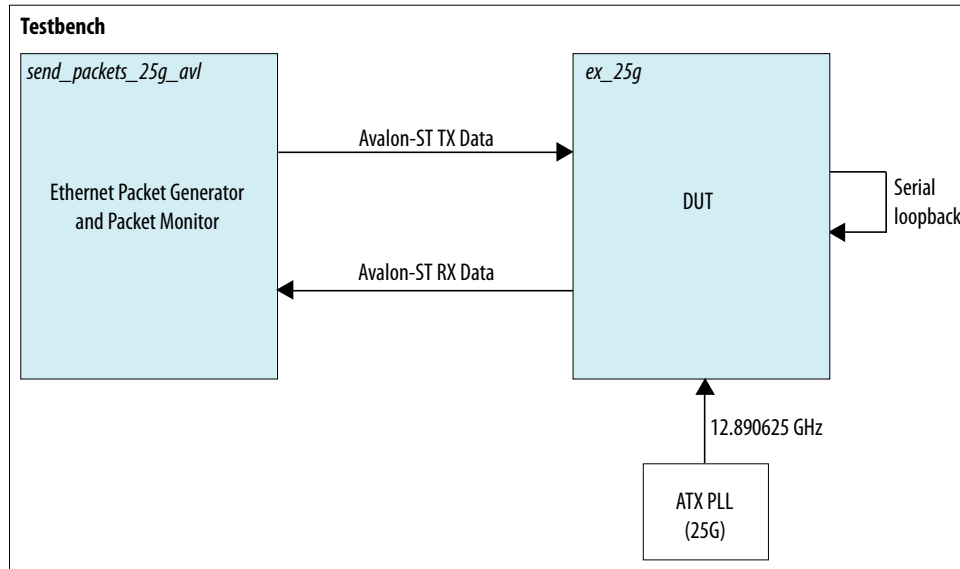 Testbench
send_packets_25g_avl
ex_25g
Avalon-ST TX Data
Ethernet Packet Generator
and Packet Monitor
DUT
Serial
loopback
Avalon-ST RX Data
12.890625 GHz
ATX PLL
(25G)